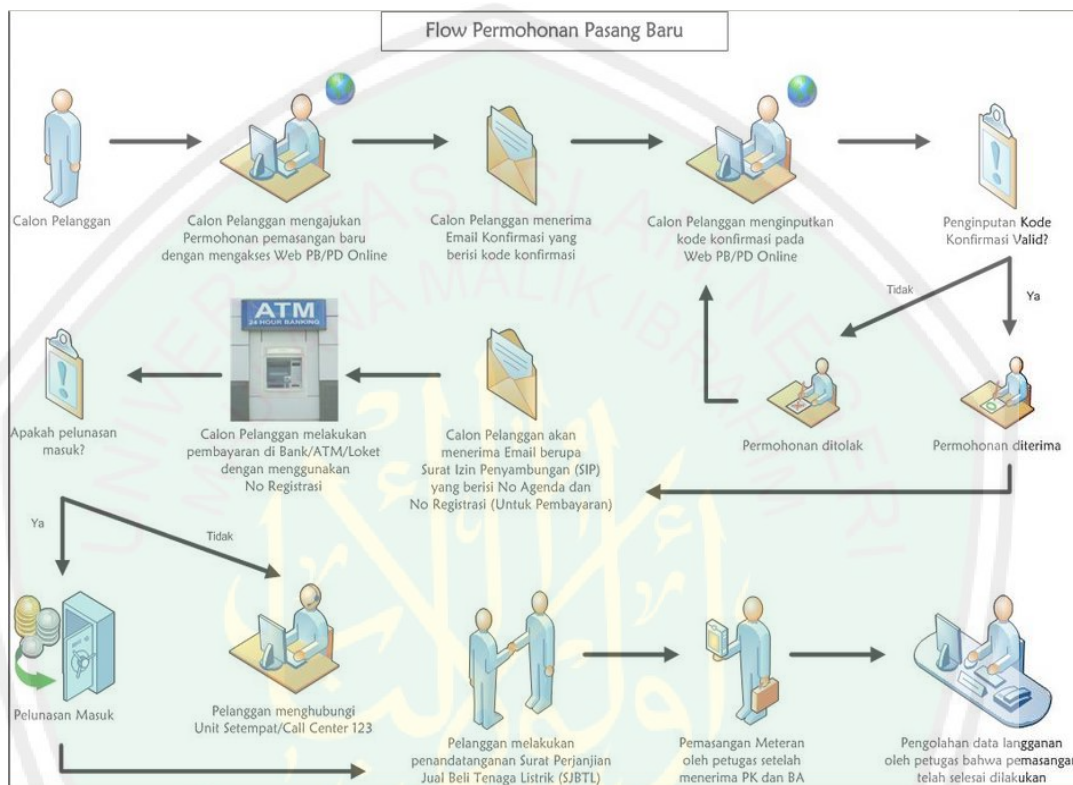 Flow Permohonan Pasang Baru
Calon Pelanggan
Calon Pelanggan mengajukan
Permohonan pemasangan baru
dengan mengakses Web PB/PD Online
Calon Pelanggan menerima
Email Konfirmasi yang
berisi kode konfirmasi
Calon Pelanggan menginputkan
kode konfirmasi pada
Web PB/PD Online
Penginputan Kode
Konfirmasi Valid?
Tidak
Ya
Permohonan ditolak
Permohonan diterima
Calon Pelanggan akan
menerima Email berupa
Surat Izin Penyambungan (SIP)
yang berisi No Agenda dan
No Registrasi (Untuk Pembayaran)
ATM
24 HOUR BANKING
Calon Pelanggan melakukan
pembayaran di Bank/ATM/Loket
dengan menggunakan
No Registrasi
Apakah pelunasan
masuk?
Ya
Tidak
Pelunasan Masuk
Pelanggan menghubungi
Unit Setempat/Call Center 123
Pelanggan melakukan
penandatanganan Surat Perjanjian
Jual Beli Tenaga Listrik (SJBTL)
Pemasangan Meteran
oleh petugas setelah
menerima PK dan BA
Pengolahan data langganan
oleh petugas bahwa pemasangan
telah selesai dilakukan
UNIVERSITAS ISLAM NEGERI
MAULANA MALIK IBRAHIM